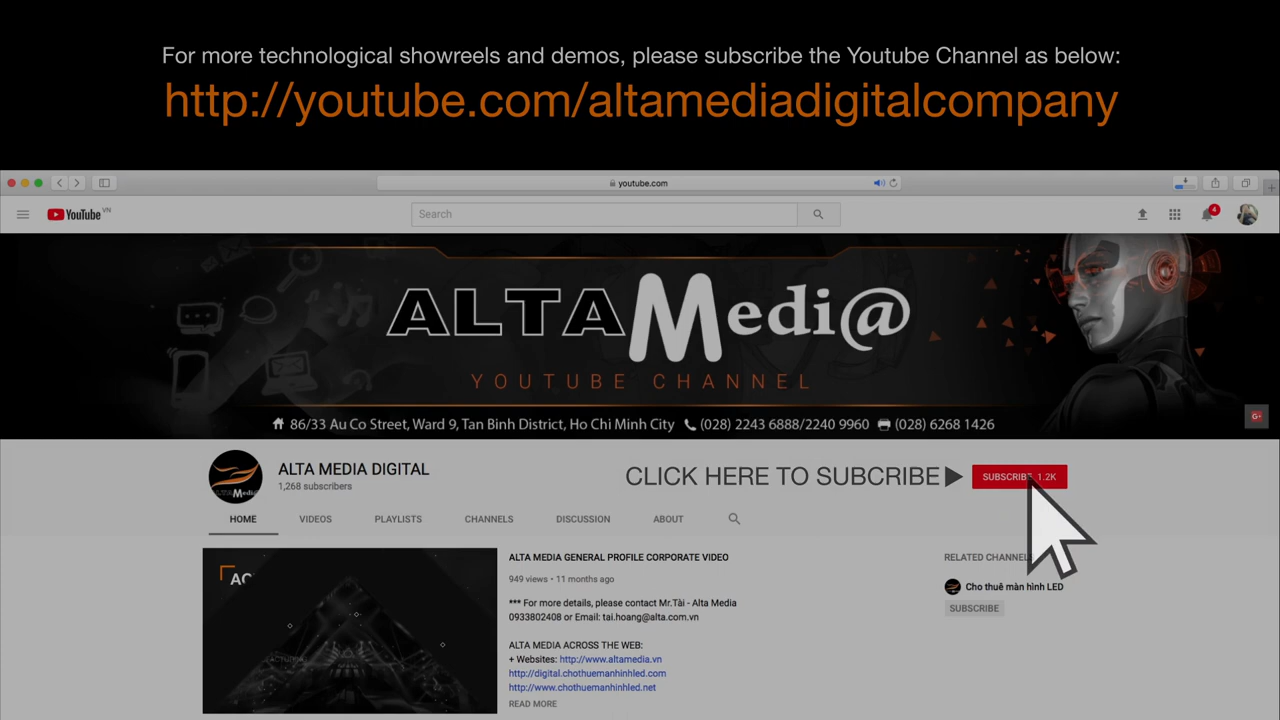 For more technological showreels and demos, please subscribe the Youtube Channel as below:
http://youtube.com/altamediadigitalcompany
youtube.com
YouTube VN
Search
4
ALTAMedi@
YOUTUBE CHANNEL
86/33 Au Co Street, Ward 9, Tan Binh District, Ho Chi Minh City (028) 2243 6888/2240 9960 (028) 6268 1426
G+
ALTA MEDIA DIGITAL
1,268 subscribers
CLICK HERE TO SUBCRIBE
SUBSCRIBE 1.2K
HOME VIDEOS PLAYLISTS CHANNELS DISCUSSION ABOUT
AC
ALTA MEDIA GENERAL PROFILE CORPORATE VIDEO
949 views • 11 months ago
*** For more details, please contact Mr.Tài - Alta Media
0933802408 or Email: tai.hoang@alta.com.vn
ALTA MEDIA ACROSS THE WEB:
+ Websites: http://www.altamedia.vn
http://digital.chothuemanhinhled.com
http://www.chothuemanhinhled.net
READ MORE
RELATED CHANNEL
Cho thuê màn hình LED
SUBSCRIBE